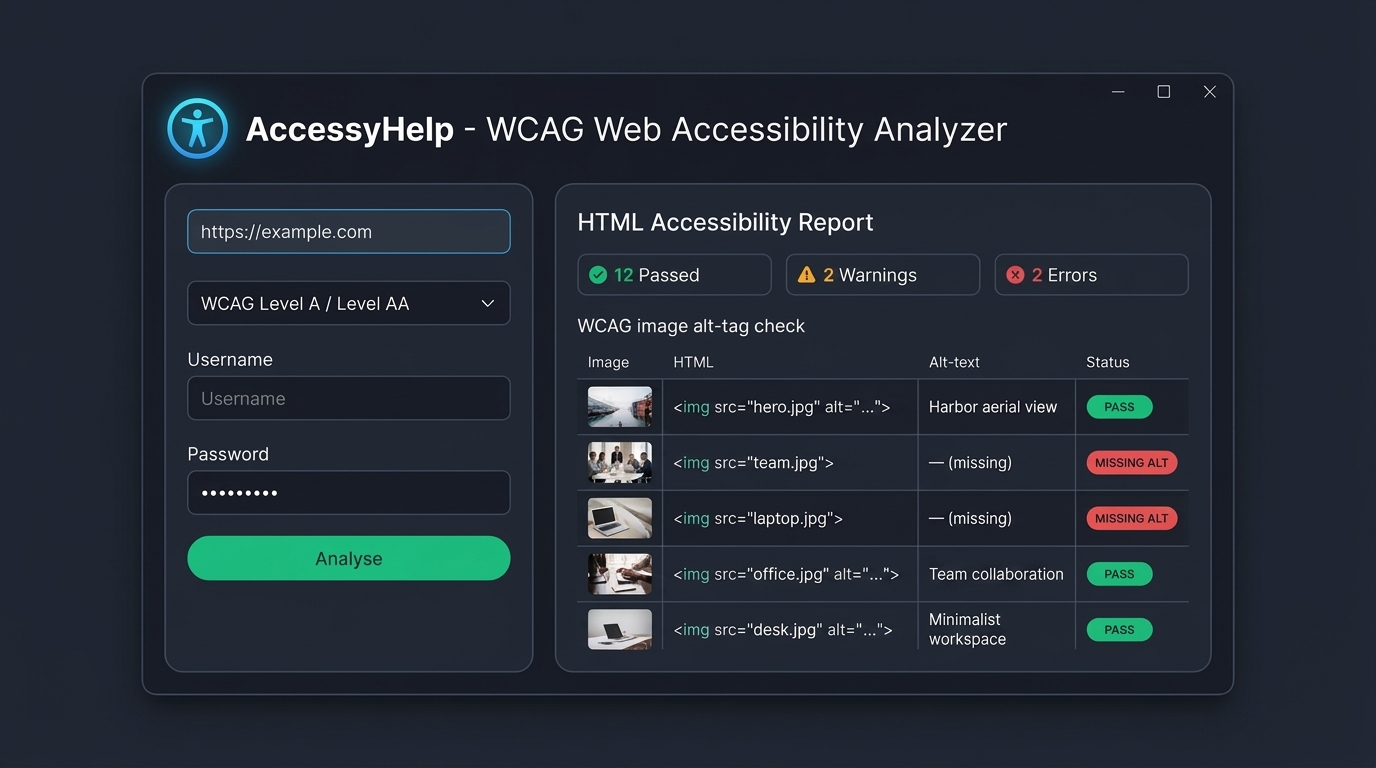 AccessyHelp - WCAG Web Accessibility Analyzer
https://example.com
WCAG Level A / Level AA
Username
Username
Password
•••••••••
Analyse
HTML Accessibility Report
12 Passed
2 Warnings
2 Errors
WCAG image alt-tag check
Image HTML Alt-text Status
<img src="hero.jpg" alt="..."> Harbor aerial view PASS
<img src="team.jpg"> — (missing) MISSING ALT
<img src="laptop.jpg"> — (missing) MISSING ALT
<img src="office.jpg" alt="..."> Team collaboration PASS
<img src="desk.jpg" alt="..."> Minimalist workspace PASS